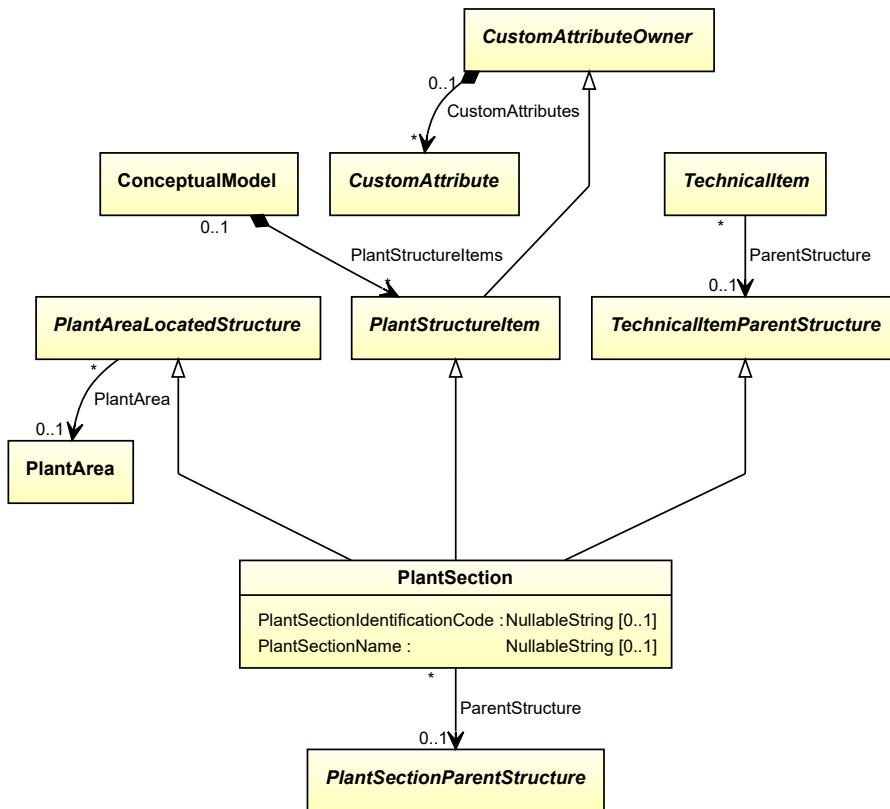 CustomAttributeOwner
0..1
CustomAttributes
*
ConceptualModel
CustomAttribute
TechnicalItem
0..1
*
PlantStructureItems
ParentStructure
*
0..1
PlantAreaLocatedStructure
PlantStructureItem
TechnicalItemParentStructure
*
PlantArea
0..1
PlantArea
PlantSection
PlantSectionIdentificationCode : NullableString [0..1]
PlantSectionName : NullableString [0..1]
*
ParentStructure
0..1
PlantSectionParentStructure